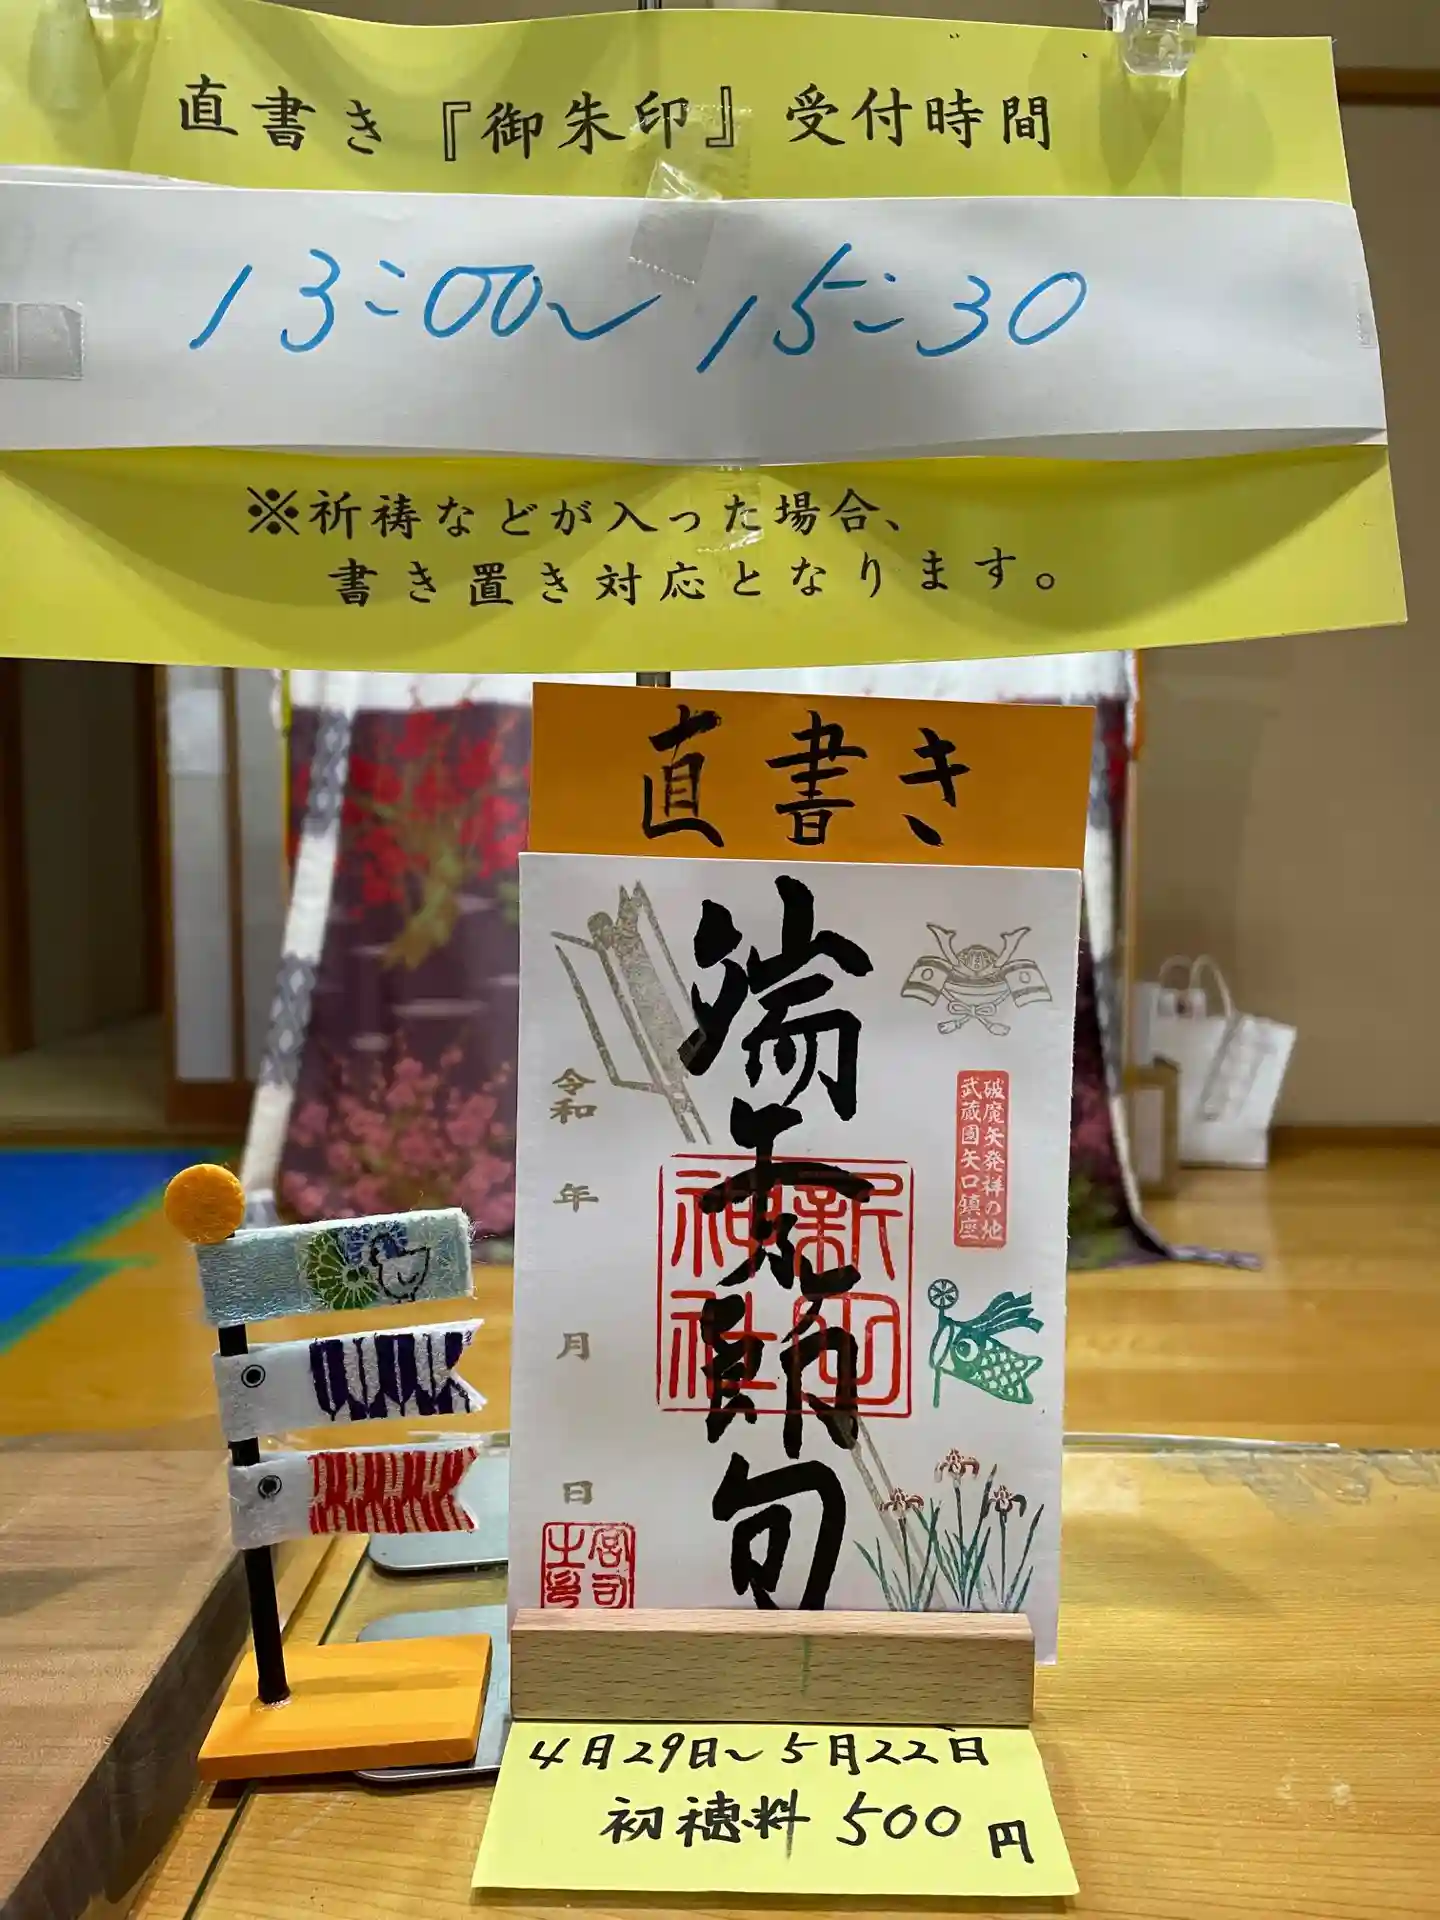 直書き『御朱印』受付時間
13:00〜15:30
※祈祷などが入った場合、
書き置き対応となります。
直書き
端午の節句
破魔矢発祥の地
武蔵國矢口鎮座
新田
神社
令和
年
月
日
宮司
之印
4月29日〜5月22日
初穂料 500円